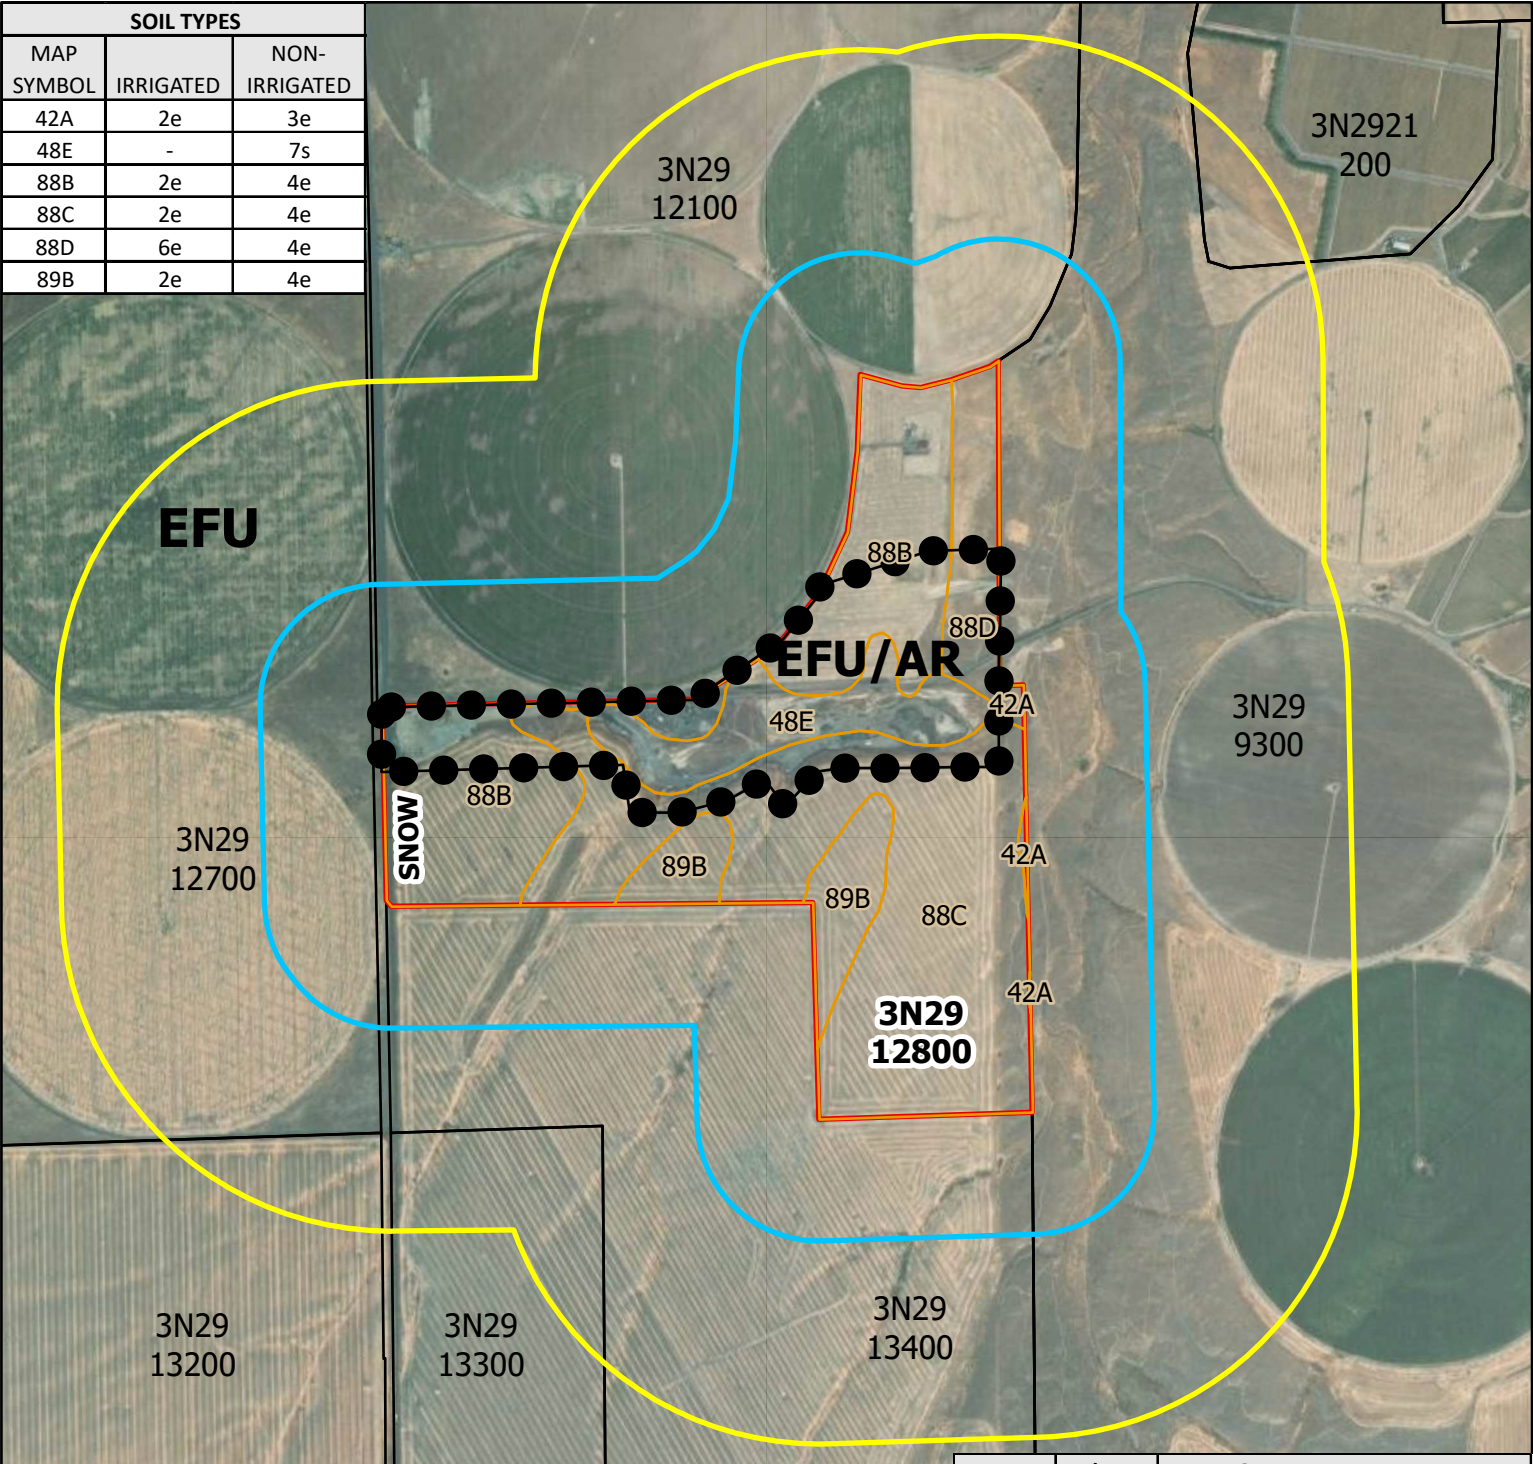 SOIL TYPES
MAP SYMBOL IRRIGATED NON-IRRIGATED
42A 2e 3e
48E - 7s
88B 2e 4e
88C 2e 4e
88D 6e 4e
89B 2e 4e
3N2921
200
3N29
12100
EFU
88B
88D
EFU/AR
42A
48E
3N29
9300
88B
SNOW
3N29
12700
89B
42A
89B
88C
42A
3N29
12800
3N29
13200
3N29
13300
3N29
13400